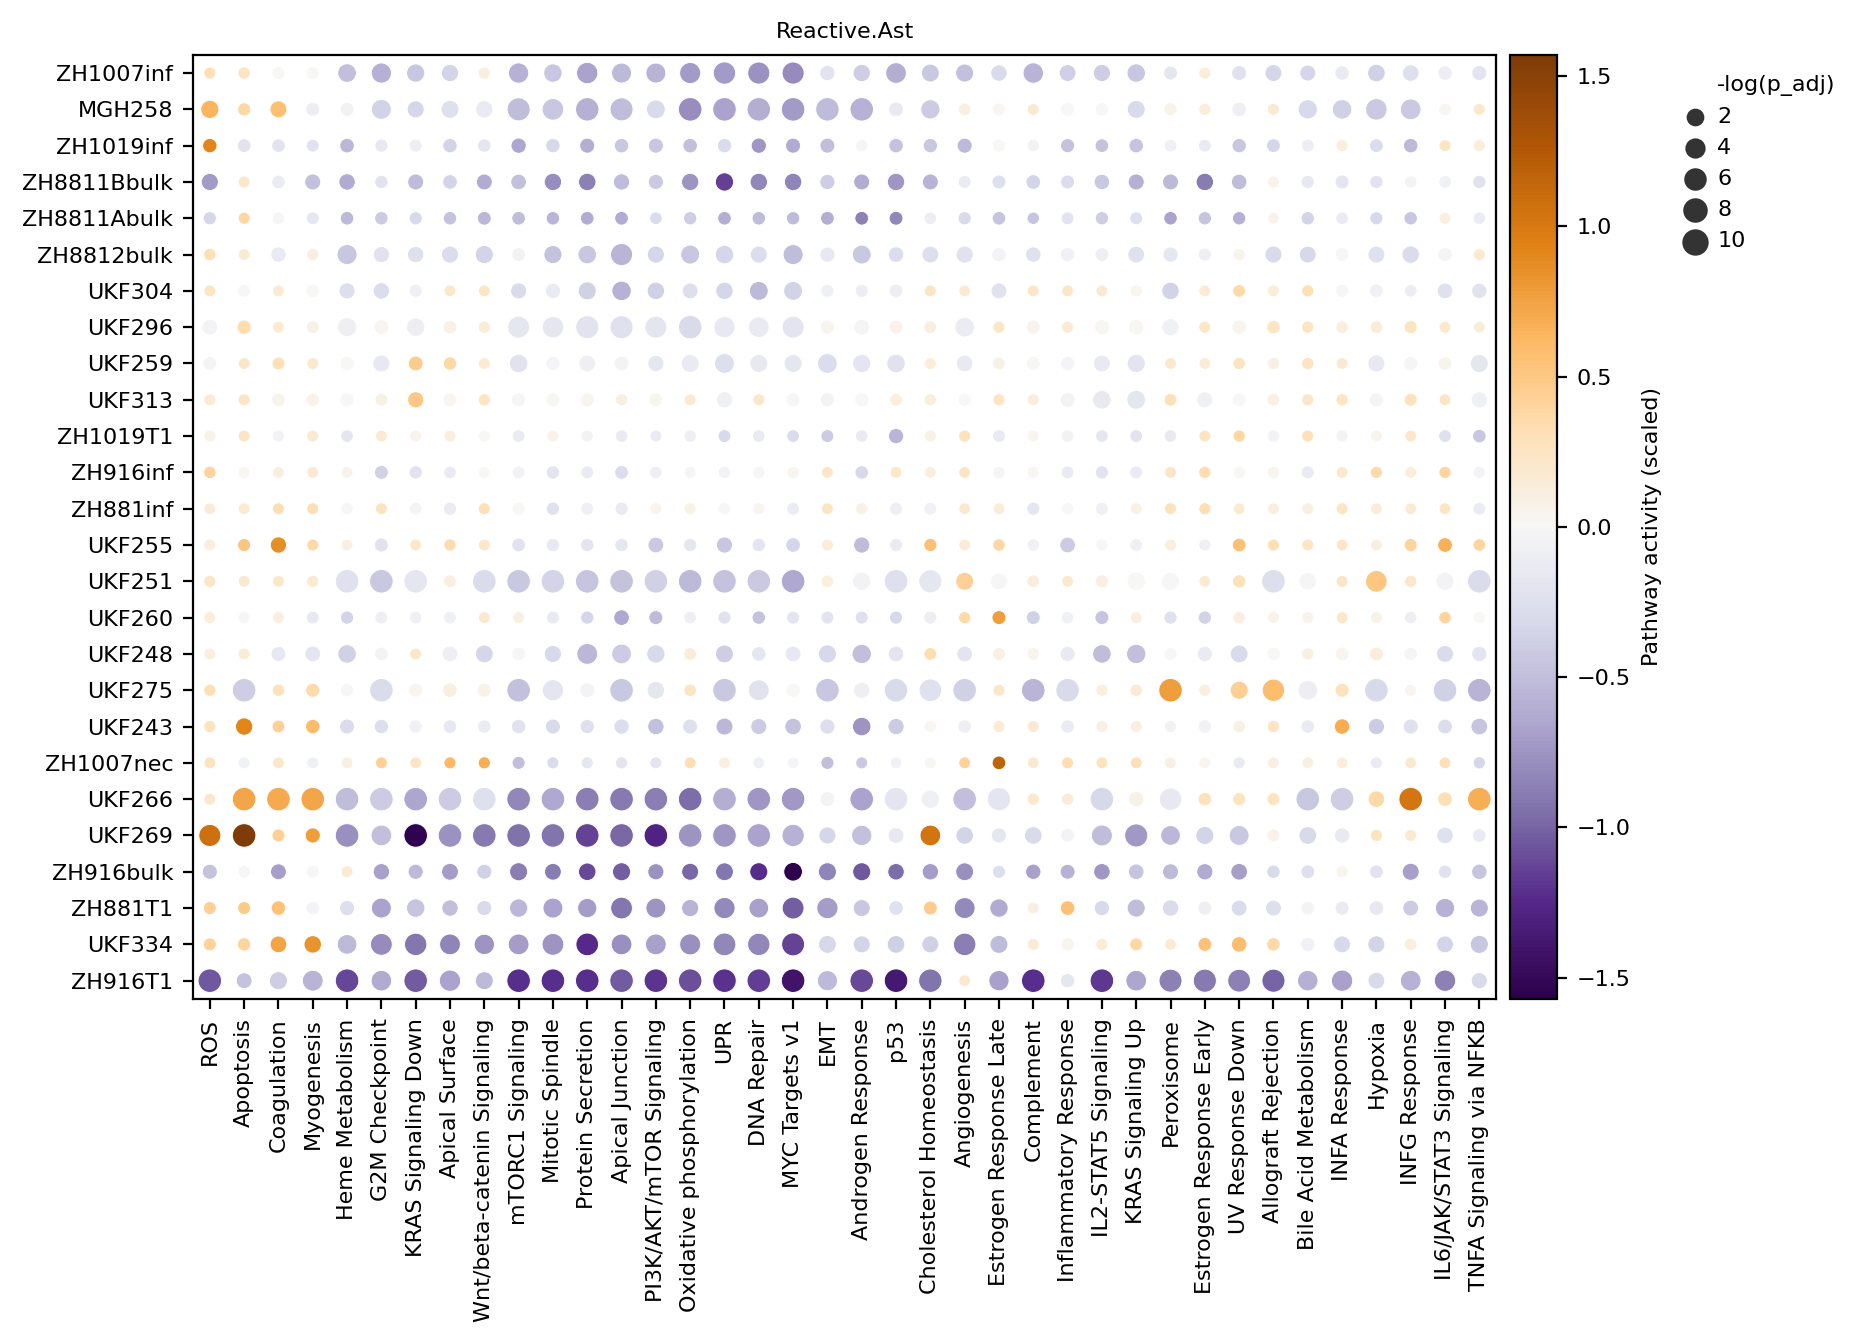 Reactive.Ast
ZH1007inf
MGH258
ZH1019inf
ZH8811Bbulk
ZH8811Abulk
ZH8812bulk
UKF304
UKF296
UKF259
UKF313
ZH1019T1
ZH916inf
ZH881inf
UKF255
UKF251
UKF260
UKF248
UKF275
UKF243
ZH1007nec
UKF266
UKF269
ZH916bulk
ZH881T1
UKF334
ZH916T1
ROS
Apoptosis
Coagulation
Myogenesis
Heme Metabolism
G2M Checkpoint
KRAS Signaling Down
Apical Surface
Wnt/beta-catenin Signaling
mTORC1 Signaling
Mitotic Spindle
Protein Secretion
Apical Junction
PI3K/AKT/mTOR Signaling
Oxidative phosphorylation
UPR
DNA Repair
MYC Targets v1
EMT
Androgen Response
p53
Cholesterol Homeostasis
Angiogenesis
Estrogen Response Late
Complement
Inflammatory Response
IL2-STAT5 Signaling
KRAS Signaling Up
Peroxisome
Estrogen Response Early
UV Response Down
Allograft Rejection
Bile Acid Metabolism
INFA Response
Hypoxia
INFG Response
IL6/JAK/STAT3 Signaling
TNFA Signaling via NFKB
1.5
1.0
0.5
0.0
−0.5
−1.0
−1.5
Pathway activity (scaled)
-log(p_adj)
2
4
6
8
10